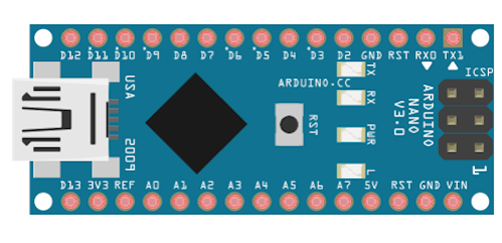 D12 D11 D10 D9 D8 D7 D6 D5 D4 D3 D2 GND RST RX0 TX1
ICSP
TX
ARDUINO.CC
RX
USA
RST
PWR
ARDUINO
NANO
V3.0
2009
L
1
D13 3V3 REF A0 A1 A2 A3 A4 A5 A6 A7 5V RST GND VIN